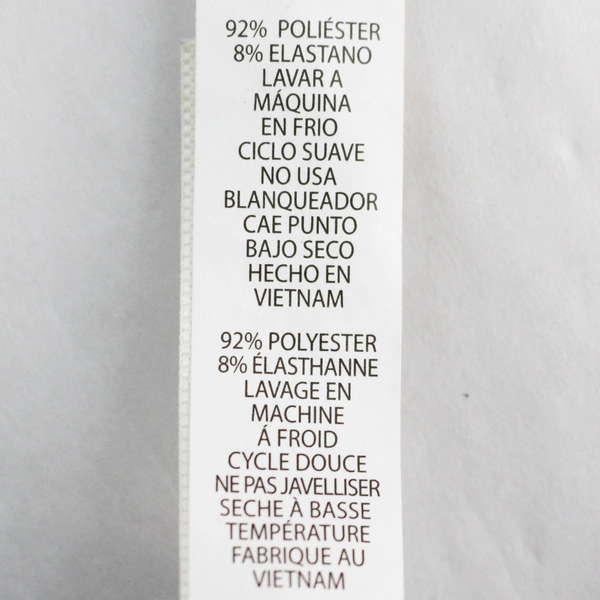 92% POLIÉSTER
8% ELASTANO
LAVAR A
MÁQUINA
EN FRIO
CICLO SUAVE
NO USA
BLANQUEADOR
CAE PUNTO
BAJO SECO
HECHO EN
VIETNAM
92% POLYESTER
8% ÉLASTHANNE
LAVAGE EN
MACHINE
Á FROID
CYCLE DOUCE
NE PAS JAVELLISER
SECHE À BASSE
TEMPÉRATURE
FABRIQUE AU
VIETNAM